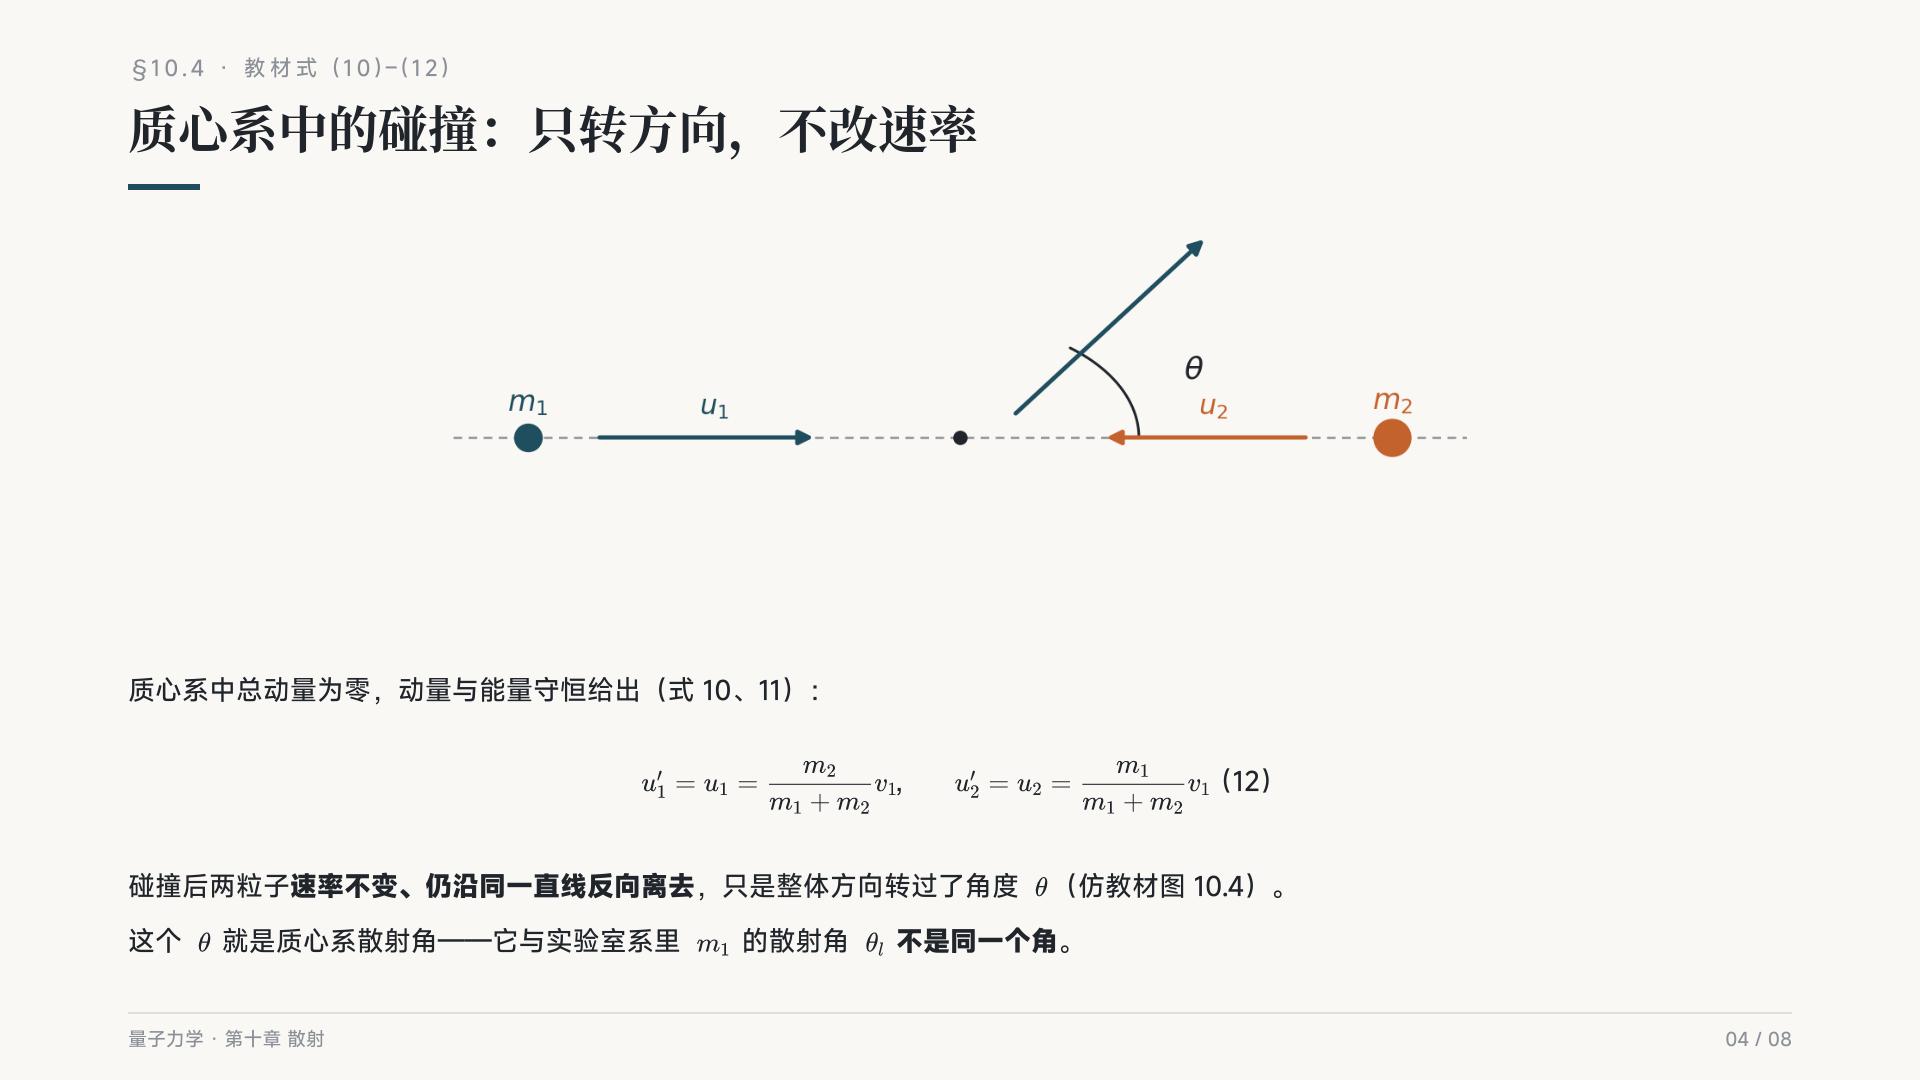 §10.4 · 教材式 (10)–(12)
质心系中的碰撞：只转方向，不改速率
θ
m₁ u₁ u₂ m₂
质心系中总动量为零，动量与能量守恒给出（式 10、11）：
u₁′ = u₁ = m₂/(m₁ + m₂) v₁, u₂′ = u₂ = m₁/(m₁ + m₂) v₁ (12)
碰撞后两粒子速率不变、仍沿同一直线反向离去，只是整体方向转过了角度 θ（仿教材图 10.4）。
这个 θ 就是质心系散射角——它与实验室系里 m₁ 的散射角 θₗ 不是同一个角。
量子力学 · 第十章 散射
04 / 08